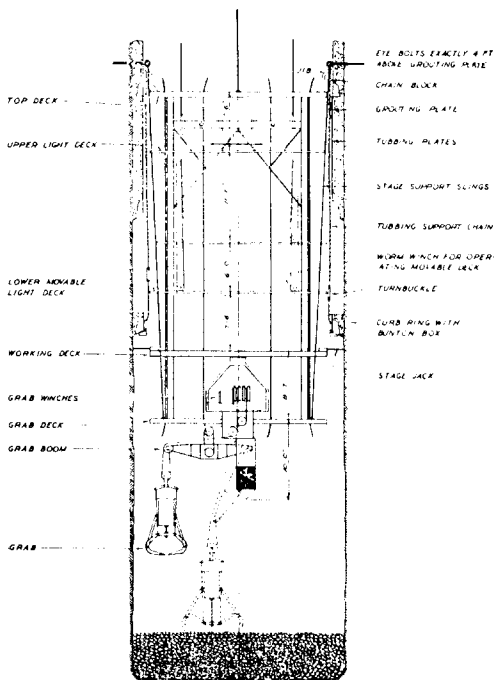 EYE BOLTS EXACTLY 4 FT
ABOVE GROUTING PLATE
JIB
CHAIN BLOCK
TOP DECK
GROUTING PLATE
UPPER LIGHT DECK
TUBBING PLATES
STAGE SUPPORT SLINGS
TUBBING SUPPORT CHAIN
WORM WINCH FOR OPER-
ATING MOVABLE DECK
LOWER MOVABLE
LIGHT DECK
TURNBUCKLE
CURB RING WITH
BUNTON BOX
WORKING DECK
STAGE JACK
GRAB WINCHES
GRAB DECK
GRAB BOOM
GRAB